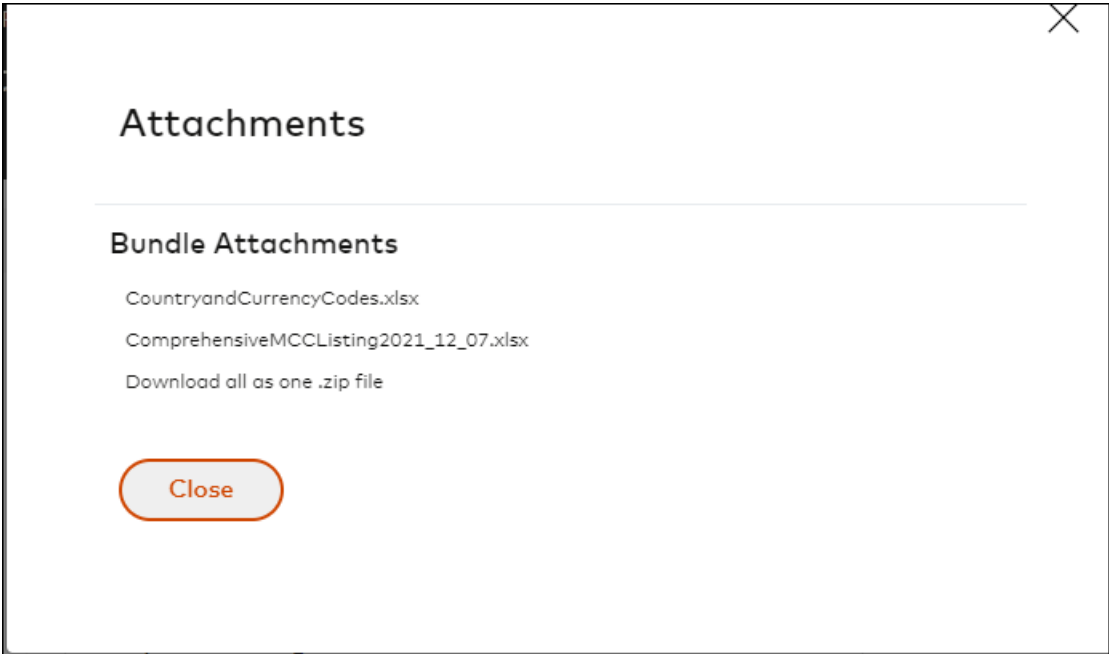 Attachments
Bundle Attachments
CountryandCurrencyCodes.xlsx
ComprehensiveMCCListing2021_12_07.xlsx
Download all as one .zip file
Close